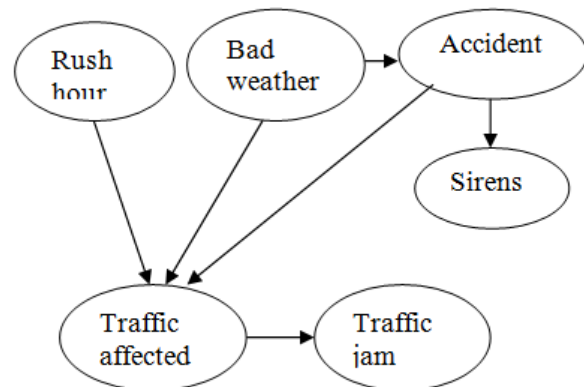 Rush
hour
Bad
weather
Accident
Sirens
Traffic
affected
Traffic
jam